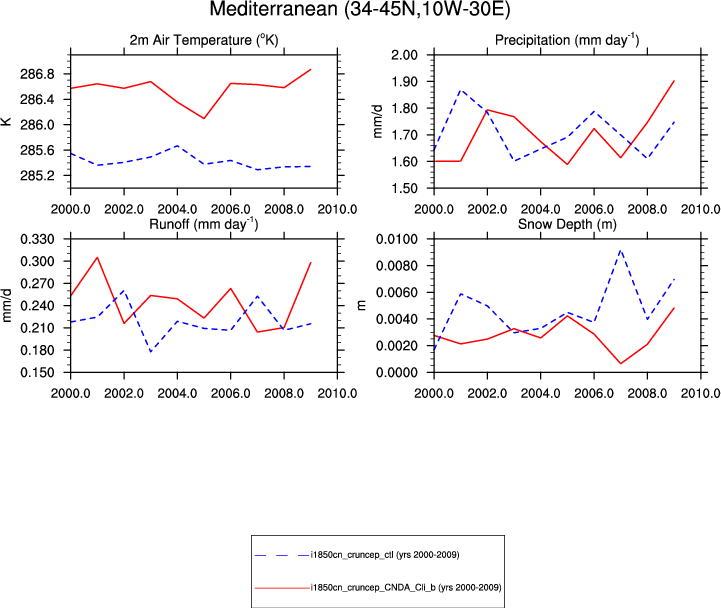 Mediterranean (34-45N,10W-30E)
2m Air Temperature (°K)
K
286.8
286.4
286.0
285.6
285.2
2000.0 2002.0 2004.0 2006.0 2008.0 2010.0
Precipitation (mm day⁻¹)
mm/d
2.00
1.90
1.80
1.70
1.60
1.50
2000.0 2002.0 2004.0 2006.0 2008.0 2010.0
Runoff (mm day⁻¹)
mm/d
0.330
0.300
0.270
0.240
0.210
0.180
0.150
2000.0 2002.0 2004.0 2006.0 2008.0 2010.0
Snow Depth (m)
m
0.0100
0.0080
0.0060
0.0040
0.0020
0.0000
2000.0 2002.0 2004.0 2006.0 2008.0 2010.0
i1850cn_cruncep_ctl (yrs 2000-2009)
i1850cn_cruncep_CNDA_Cli_b (yrs 2000-2009)